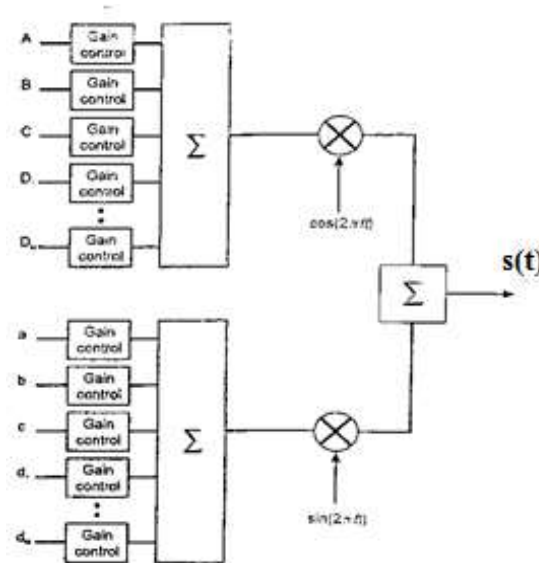 A
Gain
control
B
Gain
control
C
Gain
control
D
Gain
control
D
Gain
control
Σ
cos(2πft)
a
Gain
control
b
Gain
control
c
Gain
control
d
Gain
control
d
Gain
control
Σ
sin(2πft)
Σ
s(t)